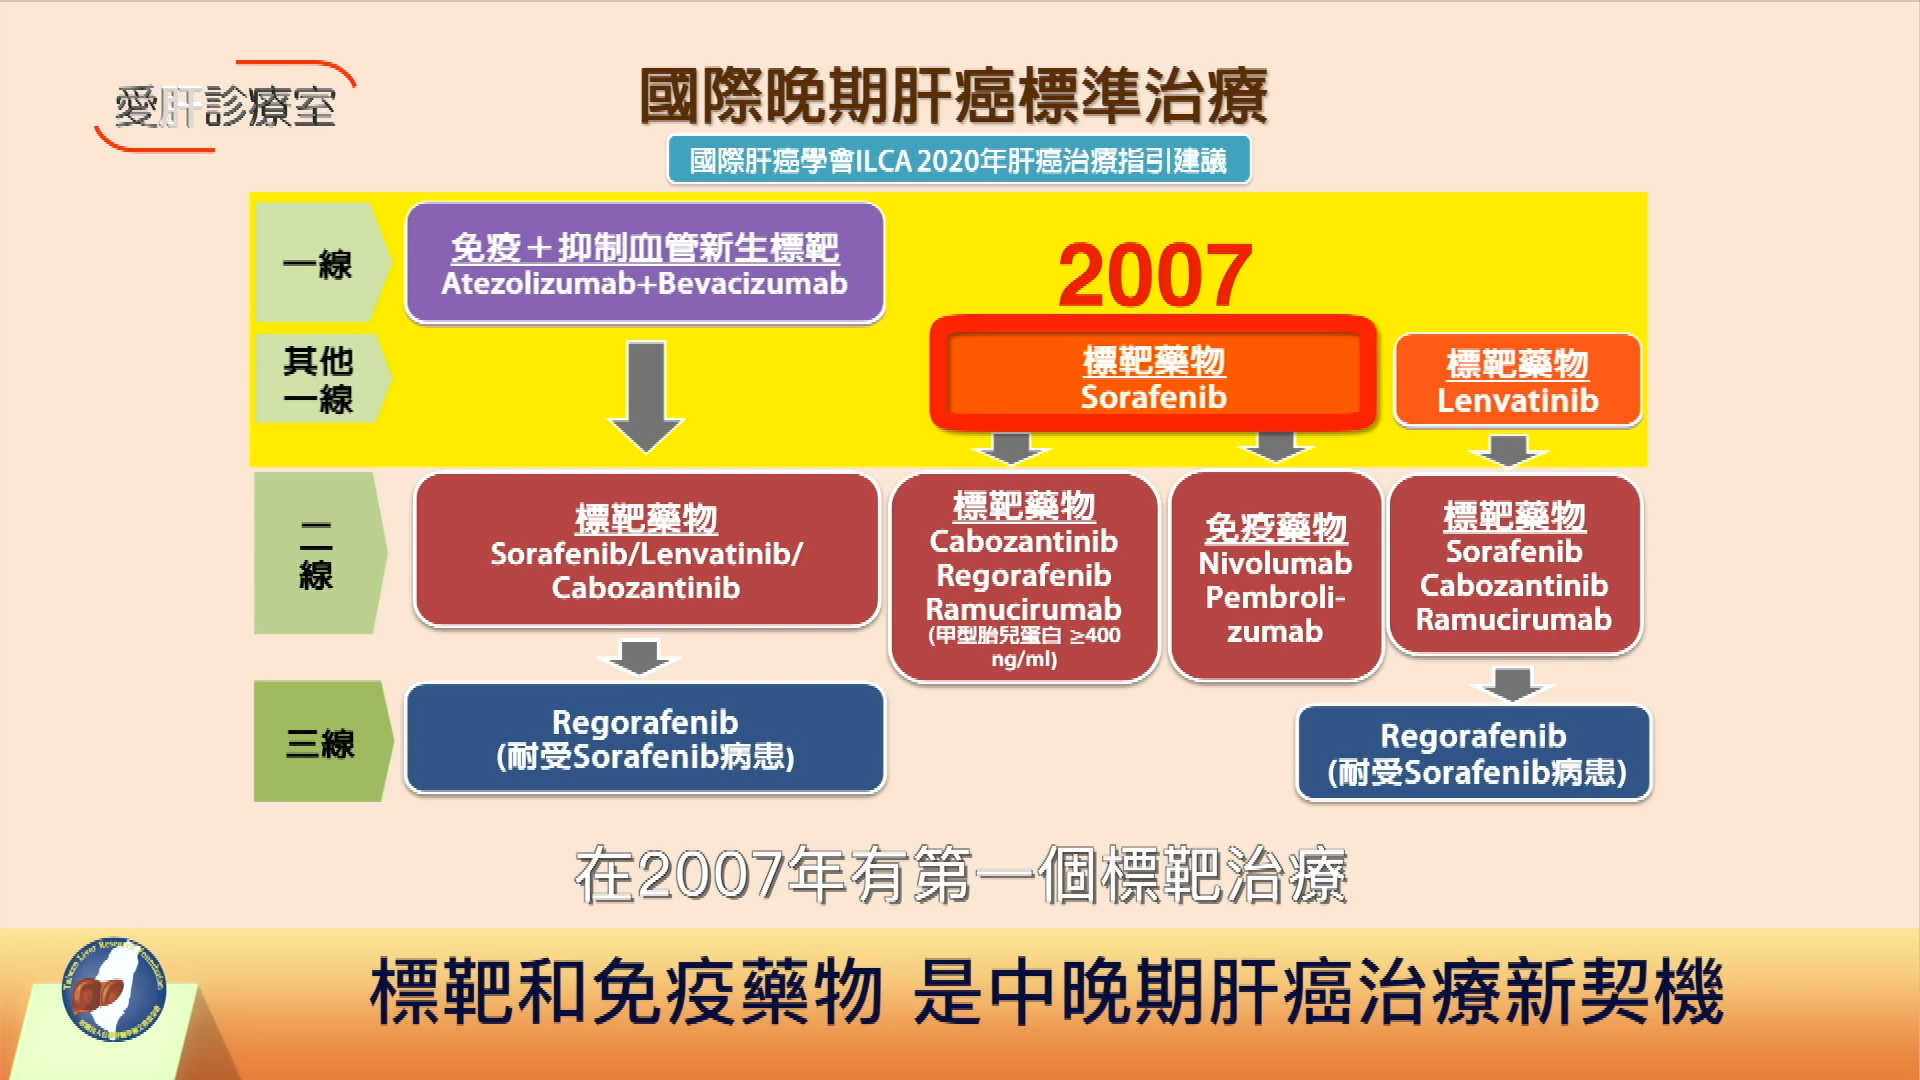 愛肝診療室
國際晚期肝癌標準治療
國際肝癌學會ILCA 2020年肝癌治療指引建議
一線
免疫＋抑制血管新生標靶
Atezolizumab+Bevacizumab
2007
其他
一線
標靶藥物
Sorafenib
標靶藥物
Lenvatinib
二線
標靶藥物
Sorafenib/Lenvatinib/
Cabozantinib
標靶藥物
Cabozantinib
Regorafenib
Ramucirumab
(甲型胎兒蛋白 ≥400
ng/ml)
免疫藥物
Nivolumab
Pembroli-
zumab
標靶藥物
Sorafenib
Cabozantinib
Ramucirumab
三線
Regorafenib
(耐受Sorafenib病患)
Regorafenib
(耐受Sorafenib病患)
在2007年有第一個標靶治療
Taiwan Liver Research Foundation
標靶和免疫藥物 是中晚期肝癌治療新契機